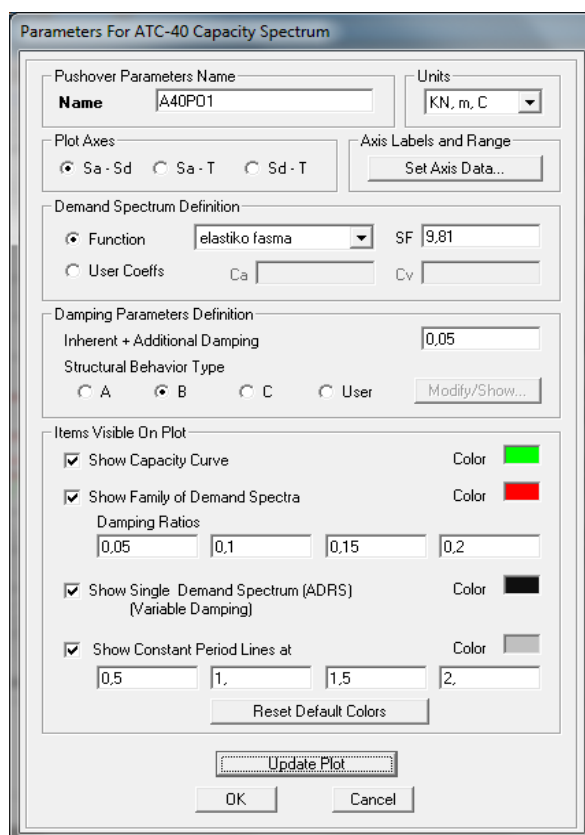 Parameters For ATC-40 Capacity Spectrum
Pushover Parameters Name
Name A40PO1
Units
KN, m, C
Plot Axes
Sa - Sd Sa - T Sd - T
Axis Labels and Range
Set Axis Data...
Demand Spectrum Definition
Function elastiko fasma SF 9,81
User Coeffs Ca Cv
Damping Parameters Definition
Inherent + Additional Damping 0,05
Structural Behavior Type
A B C User Modify/Show...
Items Visible On Plot
Show Capacity Curve Color
Show Family of Demand Spectra Color
Damping Ratios
0,05 0,1 0,15 0,2
Show Single Demand Spectrum (ADRS) Color
(Variable Damping)
Show Constant Period Lines at Color
0,5 1, 1,5 2,
Reset Default Colors
Update Plot
OK Cancel